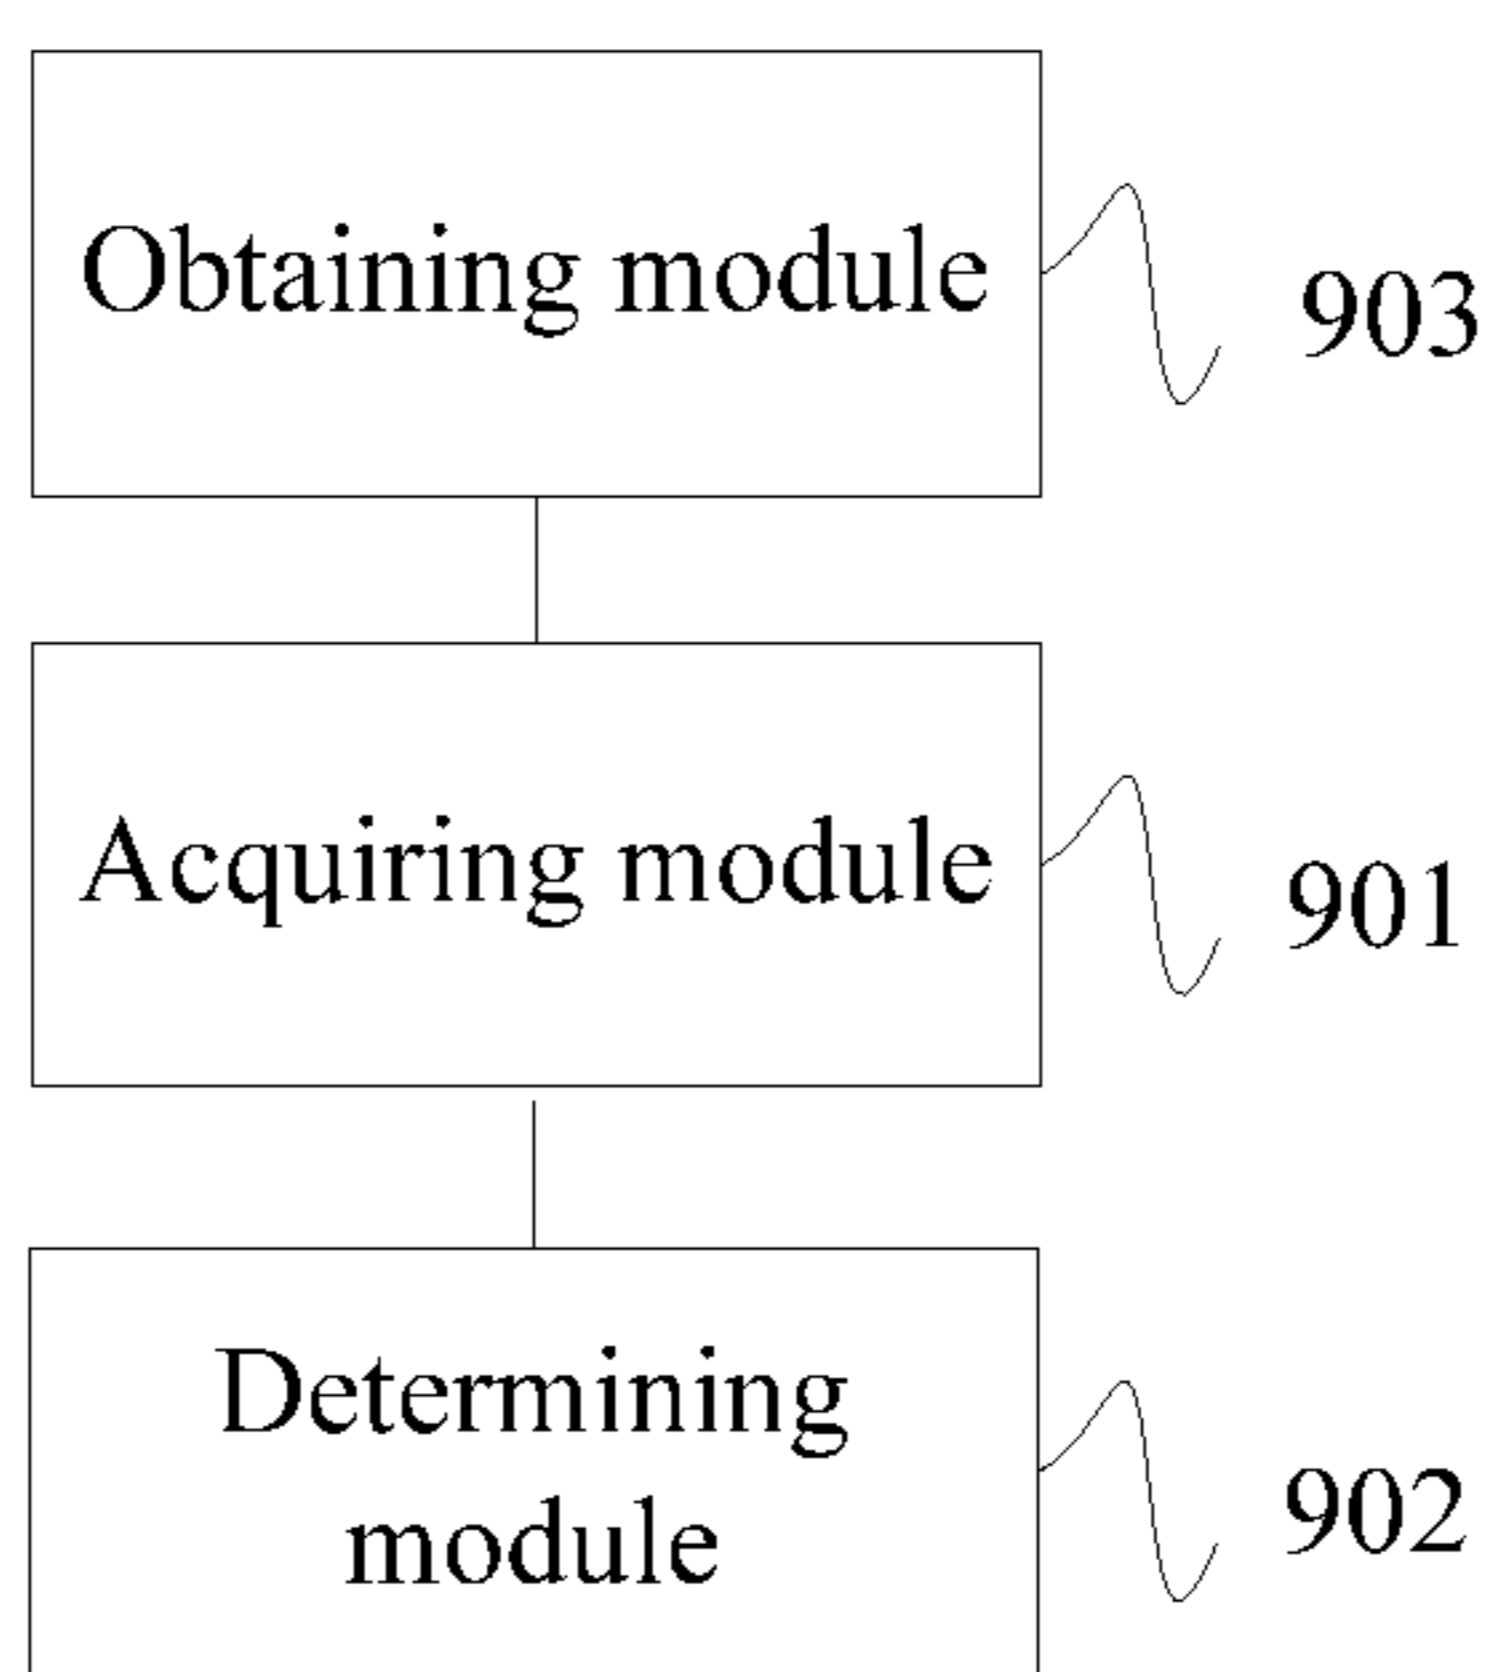 Obtaining module
903
Acquiring module
901
Determining
module
902